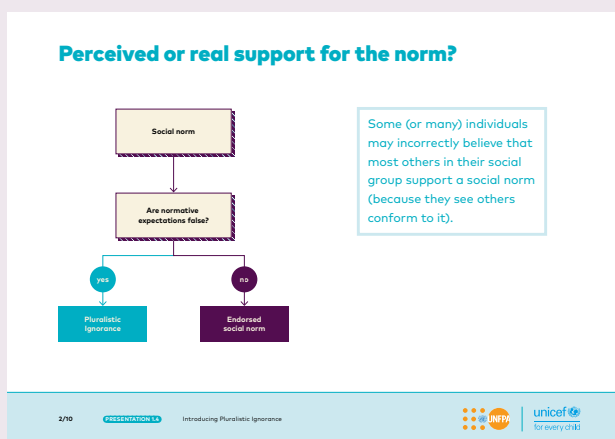 Perceived or real support for the norm?
Social norm
Are normative
expectations false?
yes
no
Pluralistic
Ignorance
Endorsed
social norm
Some (or many) individuals
may incorrectly believe that
most others in their social
group support a social norm
(because they see others
conform to it).
2/10
PRESENTATION 1.4
Introducing Pluralistic Ignorance
UNFPA
unicef
for every child